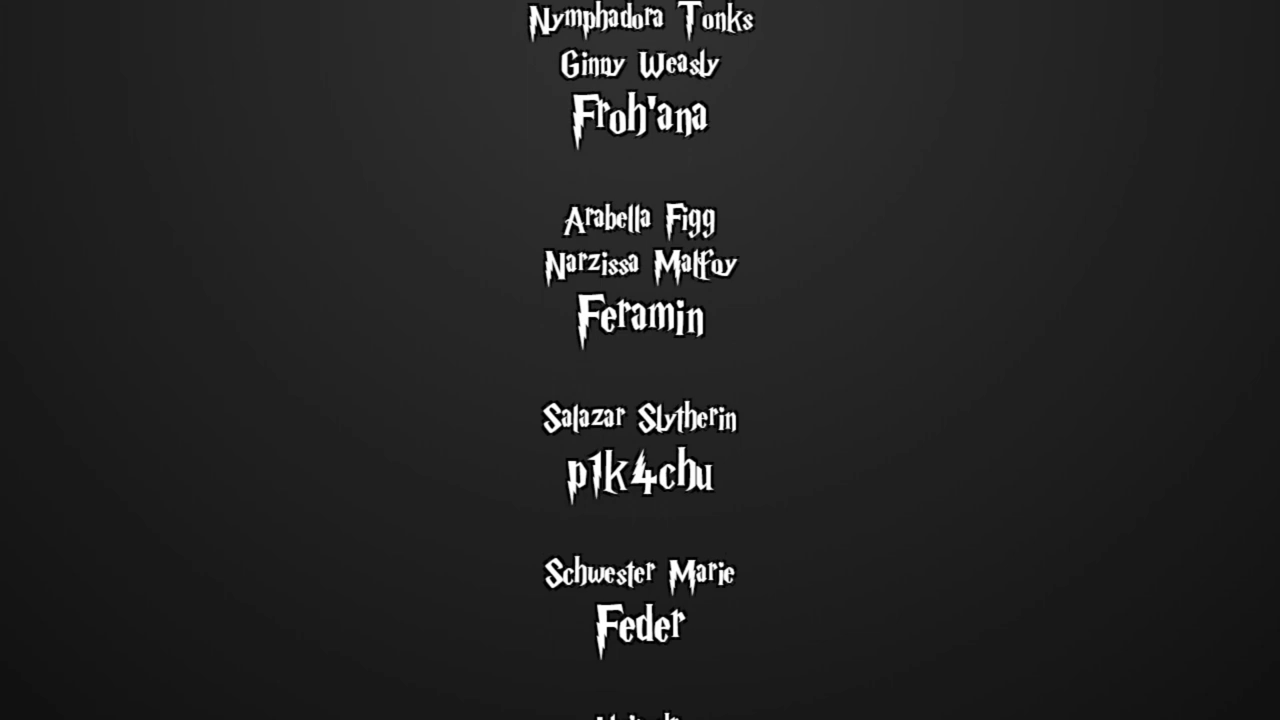 Nymphadora Tonks
Ginny Weasly
Froh'ana
Arabella Figg
Narzissa Malfoy
Feramin
Salazar Slytherin
p1k4chu
Schwester Marie
Feder